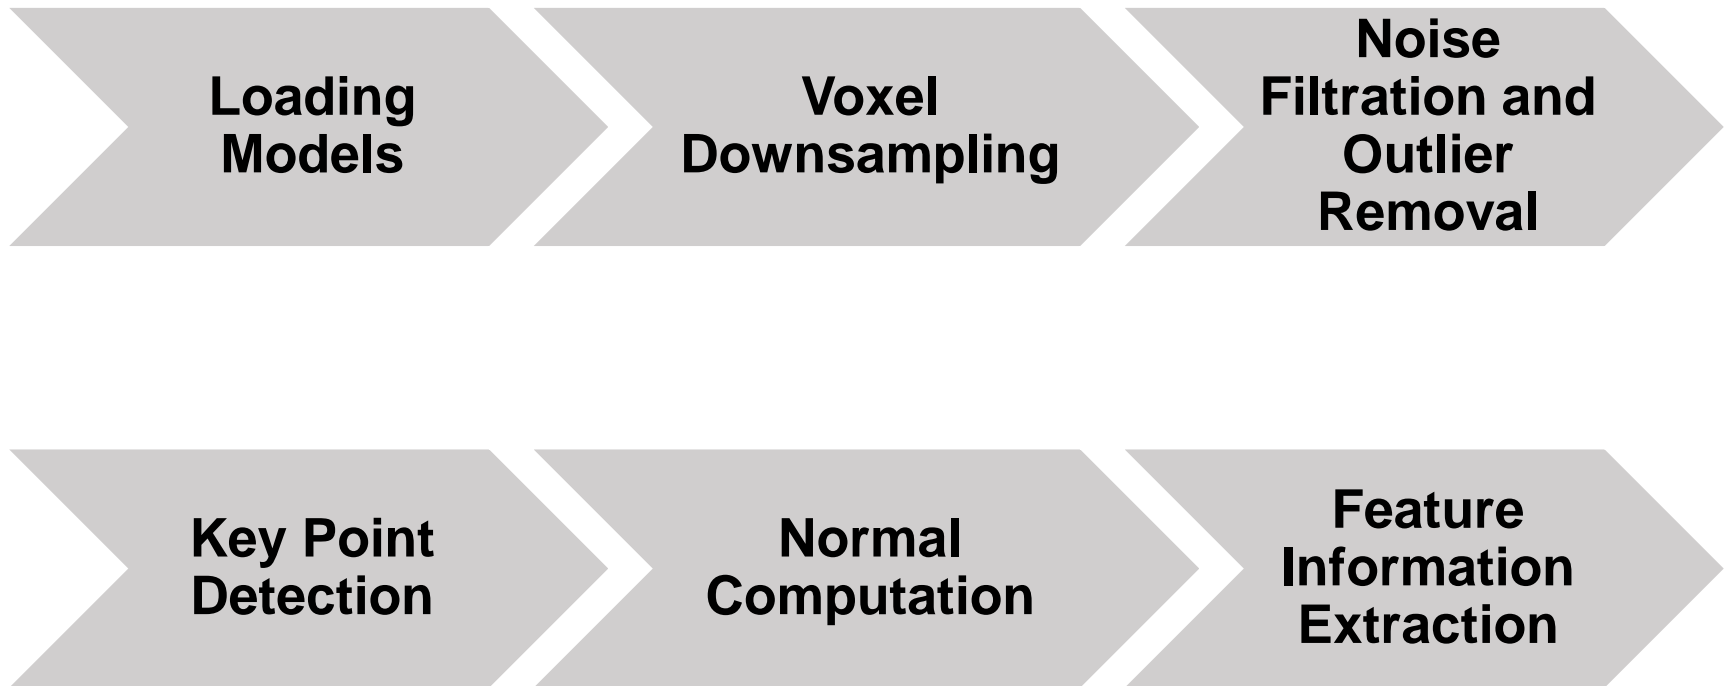 Loading
Models
Voxel
Downsampling
Noise
Filtration and
Outlier
Removal
Key Point
Detection
Normal
Computation
Feature
Information
Extraction